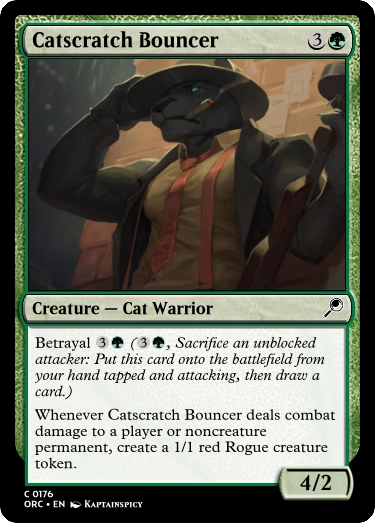 Catscratch Bouncer 3
Creature — Cat Warrior
Betrayal 3 (3, Sacrifice an unblocked
attacker: Put this card onto the battlefield from
your hand tapped and attacking, then draw a
card.)
Whenever Catscratch Bouncer deals combat
damage to a player or noncreature
permanent, create a 1/1 red Rogue creature
token.
4/2
C 0176
ORC • EN Kaptainspicy